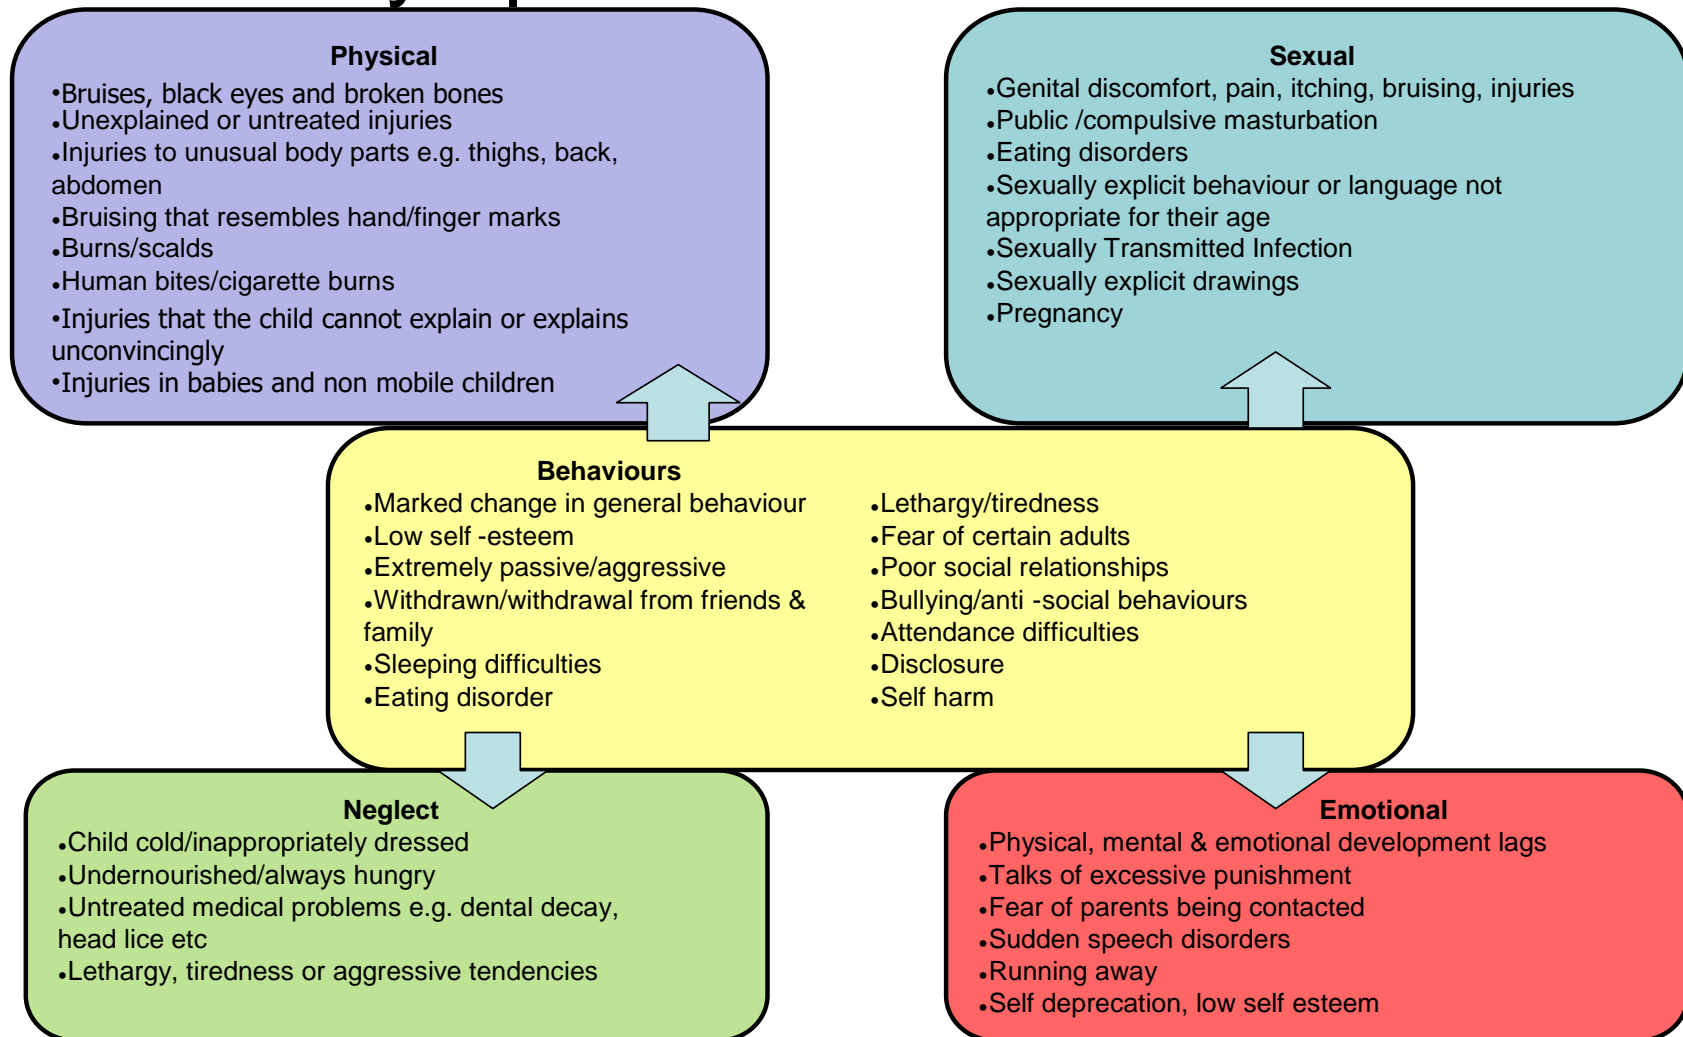 Physical
•Bruises, black eyes and broken bones
•Unexplained or untreated injuries
•Injuries to unusual body parts e.g. thighs, back,
abdomen
•Bruising that resembles hand/finger marks
•Burns/scalds
•Human bites/cigarette burns
•Injuries that the child cannot explain or explains
unconvincingly
•Injuries in babies and non mobile children
Sexual
•Genital discomfort, pain, itching, bruising, injuries
•Public /compulsive masturbation
•Eating disorders
•Sexually explicit behaviour or language not
appropriate for their age
•Sexually Transmitted Infection
•Sexually explicit drawings
•Pregnancy
Behaviours
•Marked change in general behaviour
•Low self -esteem
•Extremely passive/aggressive
•Withdrawn/withdrawal from friends &
family
•Sleeping difficulties
•Eating disorder
•Lethargy/tiredness
•Fear of certain adults
•Poor social relationships
•Bullying/anti -social behaviours
•Attendance difficulties
•Disclosure
•Self harm
Neglect
•Child cold/inappropriately dressed
•Undernourished/always hungry
•Untreated medical problems e.g. dental decay,
head lice etc
•Lethargy, tiredness or aggressive tendencies
Emotional
•Physical, mental & emotional development lags
•Talks of excessive punishment
•Fear of parents being contacted
•Sudden speech disorders
•Running away
•Self deprecation, low self esteem